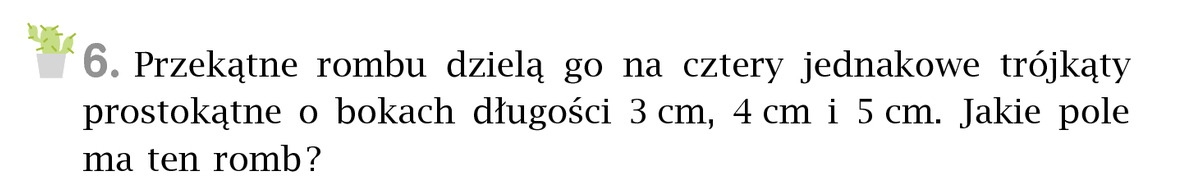 6. Przekątne rombu dzielą go na cztery jednakowe trójkąty
prostokątne o bokach długości 3 cm, 4 cm i 5 cm. Jakie pole
ma ten romb?